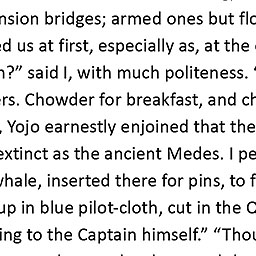 nsion bridges; armed ones but flo
ed us at first, especially as, at the
n?” said I, with much politeness. “
ers. Chowder for breakfast, and ch
, Yojo earnestly enjoined that the
extinct as the ancient Medes. I pe
whale, inserted there for pins, to f
up in blue pilot-cloth, cut in the Q
ing to the Captain himself.” “Thou